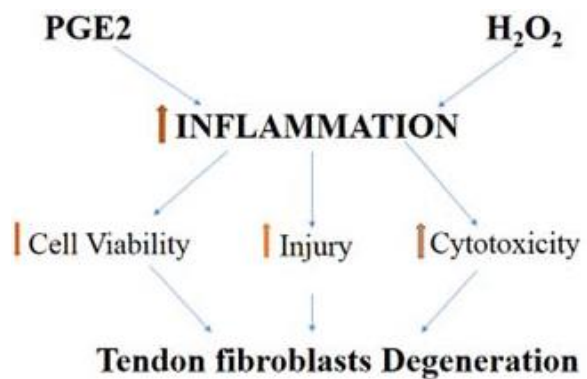 PGE2
H₂O₂
INFLAMMATION
Cell Viability
Injury
Cytotoxicity
Tendon fibroblasts Degeneration